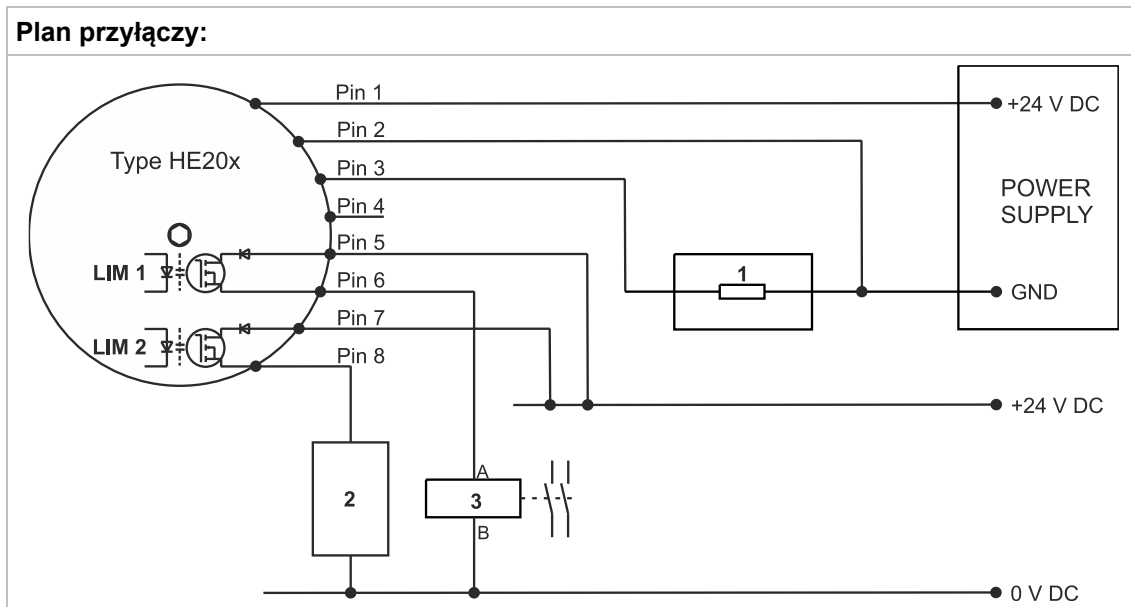 Plan przyłączy:
Pin 1
+24 V DC
Pin 2
Type HE20x
Pin 3
POWER
SUPPLY
Pin 4
Pin 5
LIM 1
1
Pin 6
GND
Pin 7
LIM 2
Pin 8
+24 V DC
A
2
3
B
0 V DC